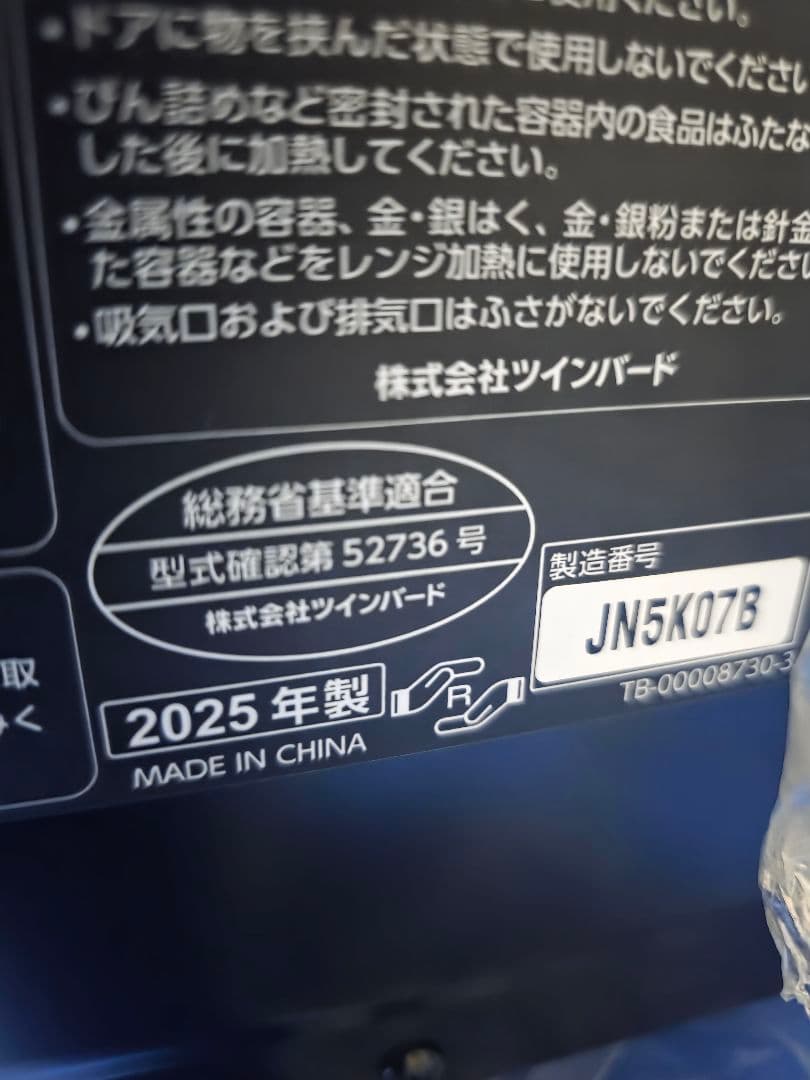 使用ください。
・ドアに物を挟んだ状態で使用しないでください
・びん詰めなど密封された容器内の食品はふたな
した後に加熱してください。
・金属性の容器、金・銀はく、金・銀粉または針金
た容器などをレンジ加熱に使用しないでください
・吸気口および排気口はふさがないでください。
株式会社ツインバード
総務省基準適合
型式確認第 52736 号
株式会社ツインバード
製造番号
JN5K07B
TB-00008730-3
取
みく
2025 年製
R
MADE IN CHINA